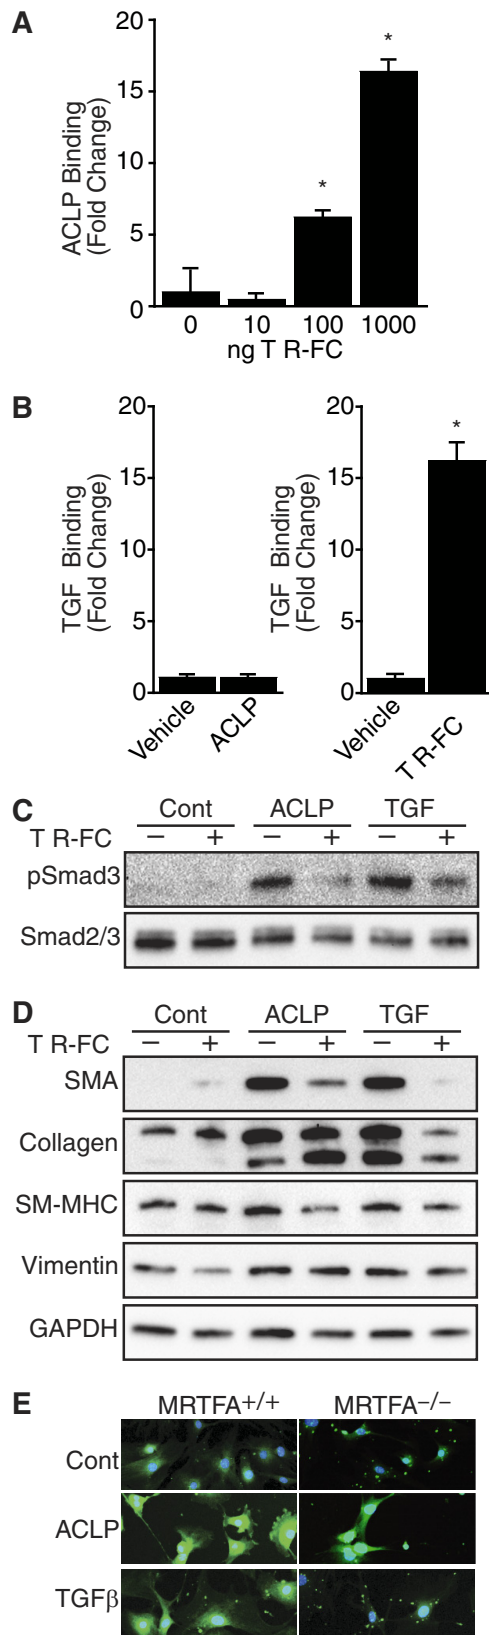 A
ACLP Binding
(Fold Change)
20
15
10
5
0
*
*
0 10 100 1000
ng T R-FC
B
TGF Binding
(Fold Change)
20
15
10
5
0
Vehicle
ACLP
TGF Binding
(Fold Change)
20
15
10
5
0
*
Vehicle
T R-FC
C
Cont ACLP TGF
T R-FC − + − + − +
pSmad3
Smad2/3
D
Cont ACLP TGF
T R-FC − + − + − +
SMA
Collagen
SM-MHC
Vimentin
GAPDH
E
MRTFA+/+ MRTFA−/−
Cont
ACLP
TGFβ